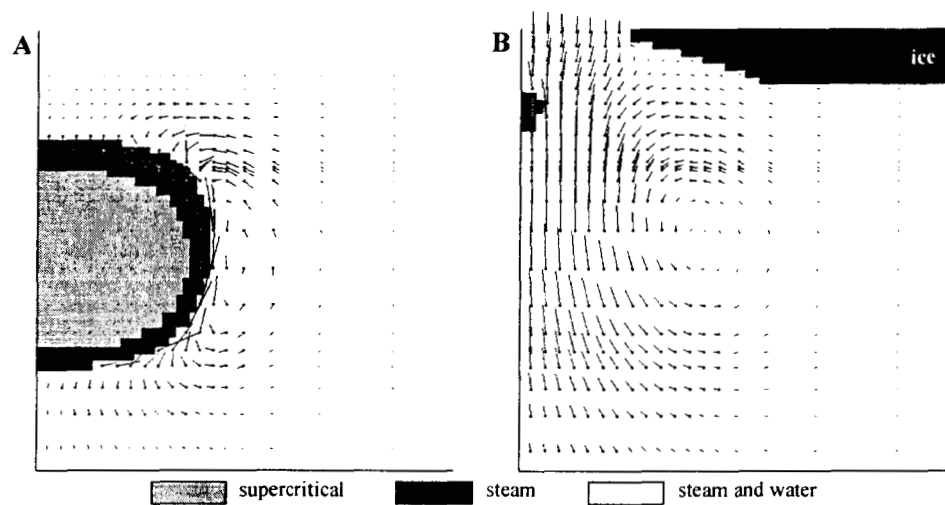 A
B
ice
supercritical
steam
steam and water